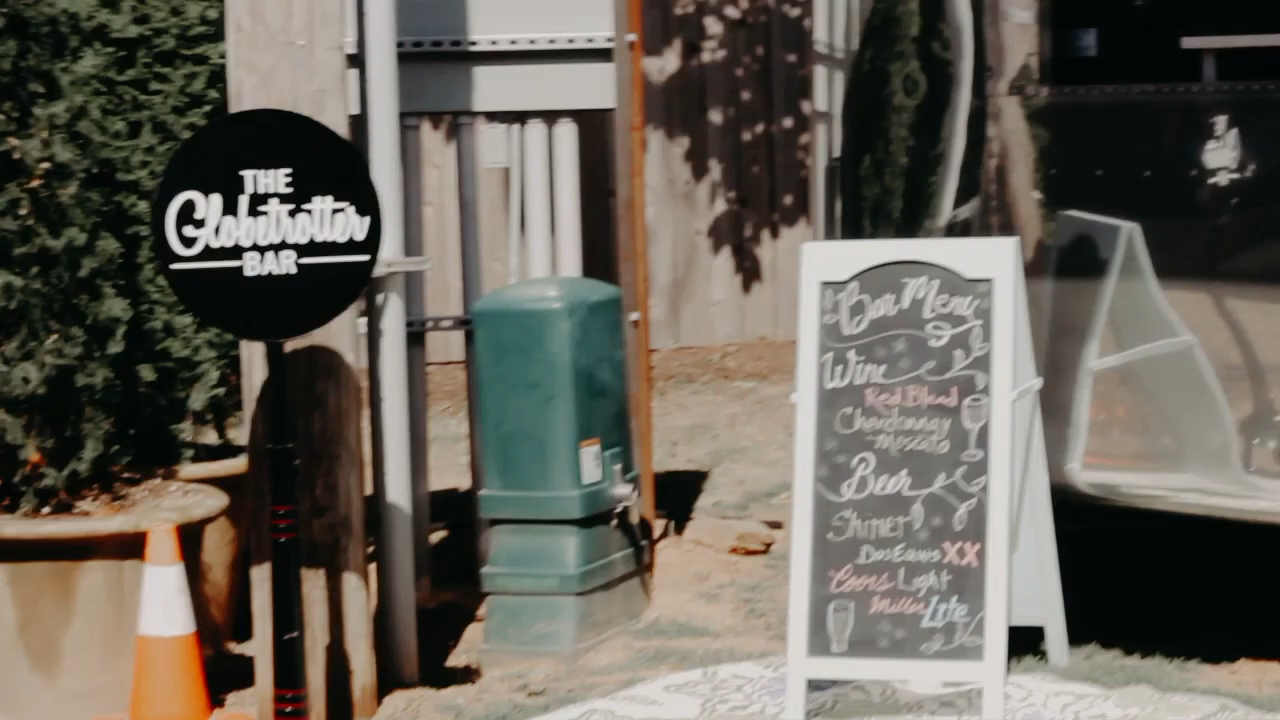 THE
Globetrotter
BAR
Bar Menu
Wine
Red Blend
Chardonnay
Moscato
Beer
Shiner
Dos Equis XX
Coors Light
Miller Lite